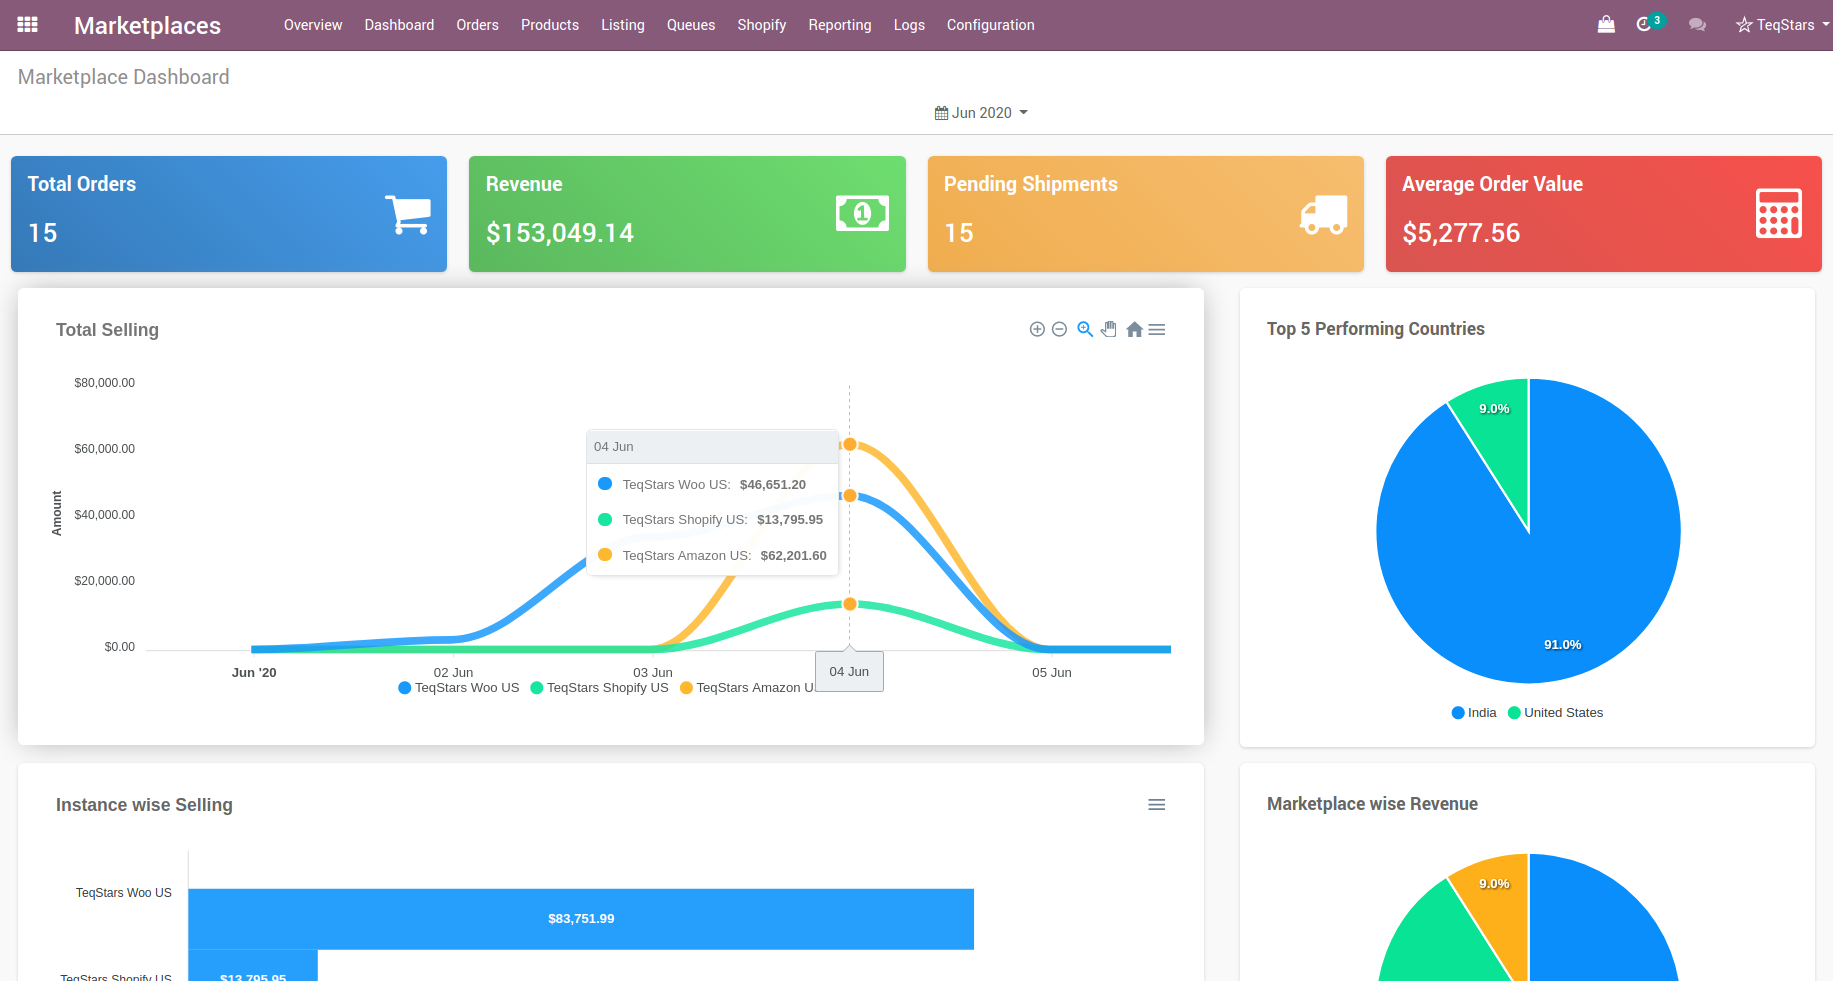 Marketplaces Overview Dashboard Orders Products Listing Queues Shopify Reporting Logs Configuration 3 TeqStars
Marketplace Dashboard
Jun 2020
Total Orders
15
Revenue
$153,049.14
1
Pending Shipments
15
Average Order Value
$5,277.56
Total Selling
$80,000.00
$60,000.00
$40,000.00
$20,000.00
$0.00
Amount
04 Jun
TeqStars Woo US: $46,651.20
TeqStars Shopify US: $13,795.95
TeqStars Amazon US: $62,201.60
Jun '20 02 Jun 03 Jun 04 Jun 05 Jun
TeqStars Woo US TeqStars Shopify US TeqStars Amazon
Top 5 Performing Countries
9.0%
91.0%
India United States
Instance wise Selling
TeqStars Woo US
$83,751.99
TeqStars Shopify US
$13,795.95
Marketplace wise Revenue
9.0%